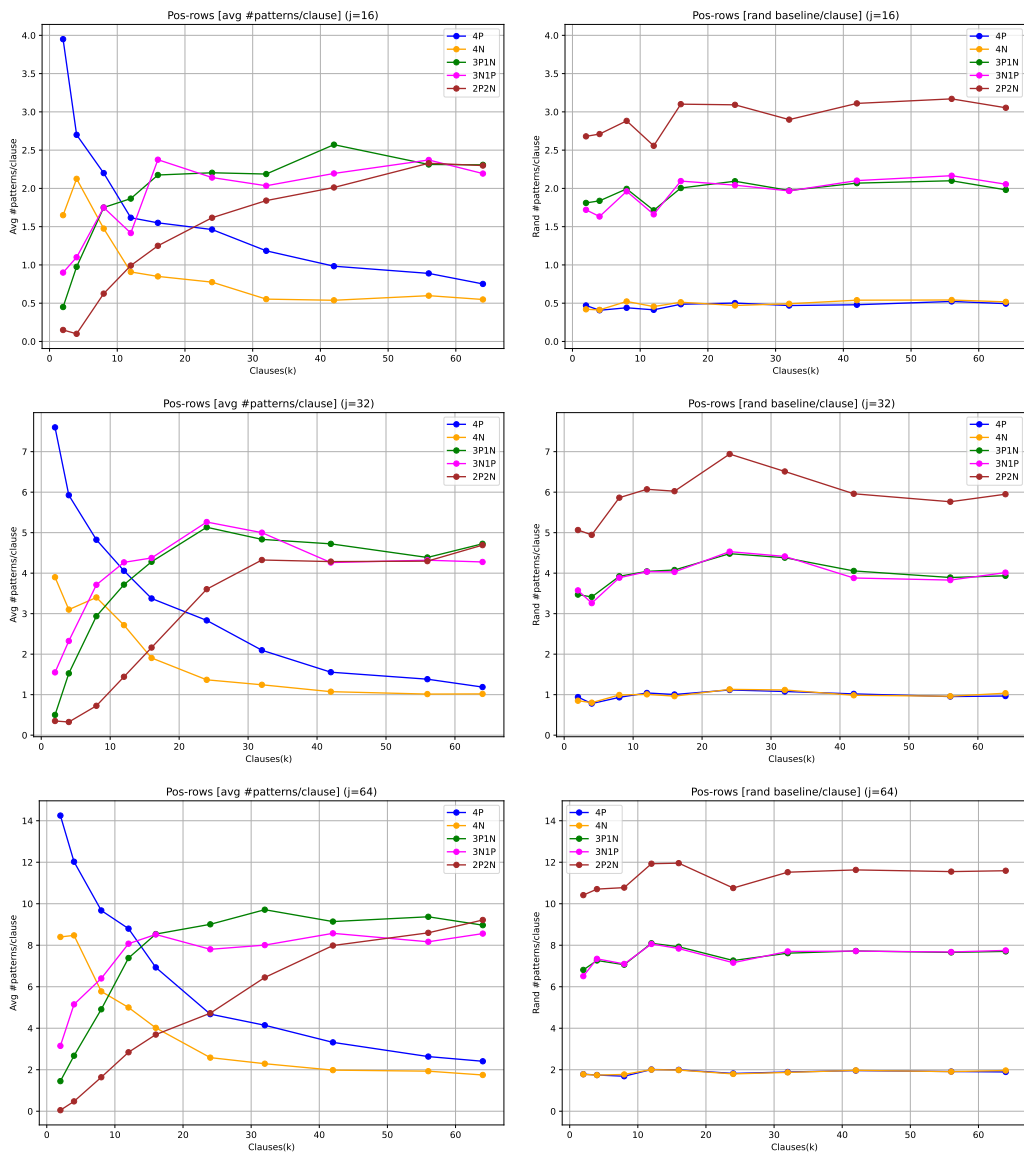 Pos-rows [avg #patterns/clause] (j=16)
Avg #patterns/clause
4.0
3.5
3.0
2.5
2.0
1.5
1.0
0.5
0.0
4P
4N
3P1N
3N1P
2P2N
0 10 20 30 40 50 60
Clauses(k)
Pos-rows [rand baseline/clause] (j=16)
Rand #patterns/clause
4.0
3.5
3.0
2.5
2.0
1.5
1.0
0.5
0.0
4P
4N
3P1N
3N1P
2P2N
0 10 20 30 40 50 60
Clauses(k)
Pos-rows [avg #patterns/clause] (j=32)
Avg #patterns/clause
7
6
5
4
3
2
1
0
4P
4N
3P1N
3N1P
2P2N
0 10 20 30 40 50 60
Clauses(k)
Pos-rows [rand baseline/clause] (j=32)
Rand #patterns/clause
7
6
5
4
3
2
1
0
4P
4N
3P1N
3N1P
2P2N
0 10 20 30 40 50 60
Clauses(k)
Pos-rows [avg #patterns/clause] (j=64)
Avg #patterns/clause
14
12
10
8
6
4
2
0
4P
4N
3P1N
3N1P
2P2N
0 10 20 30 40 50 60
Clauses(k)
Pos-rows [rand baseline/clause] (j=64)
Rand #patterns/clause
14
12
10
8
6
4
2
0
4P
4N
3P1N
3N1P
2P2N
0 10 20 30 40 50 60
Clauses(k)